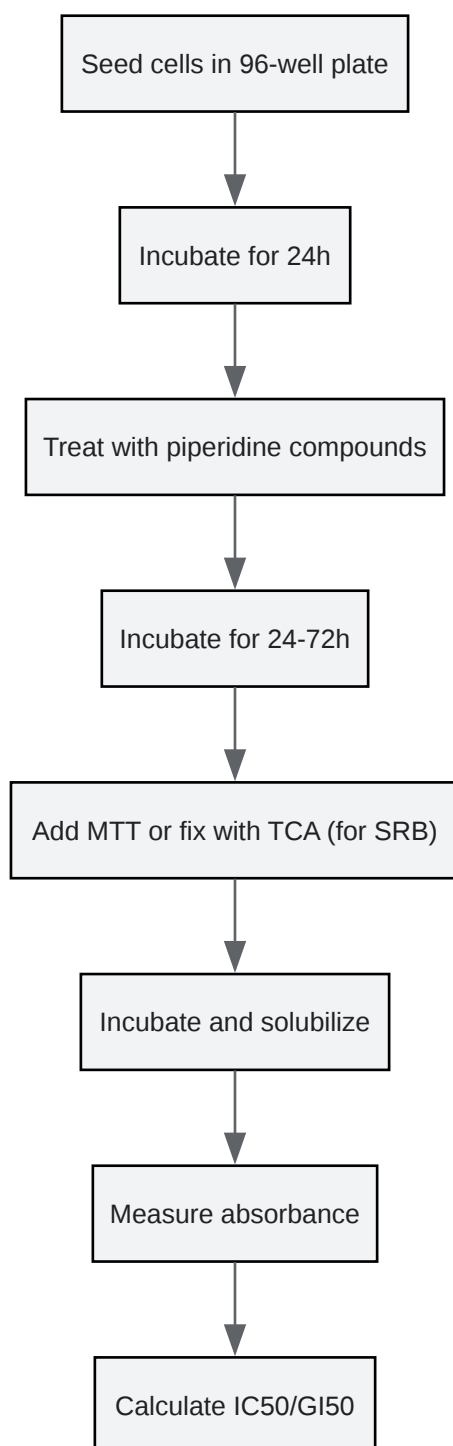 Seed cells in 96-well plate
Incubate for 24h
Treat with piperidine compounds
Incubate for 24-72h
Add MTT or fix with TCA (for SRB)
Incubate and solubilize
Measure absorbance
Calculate IC50/GI50